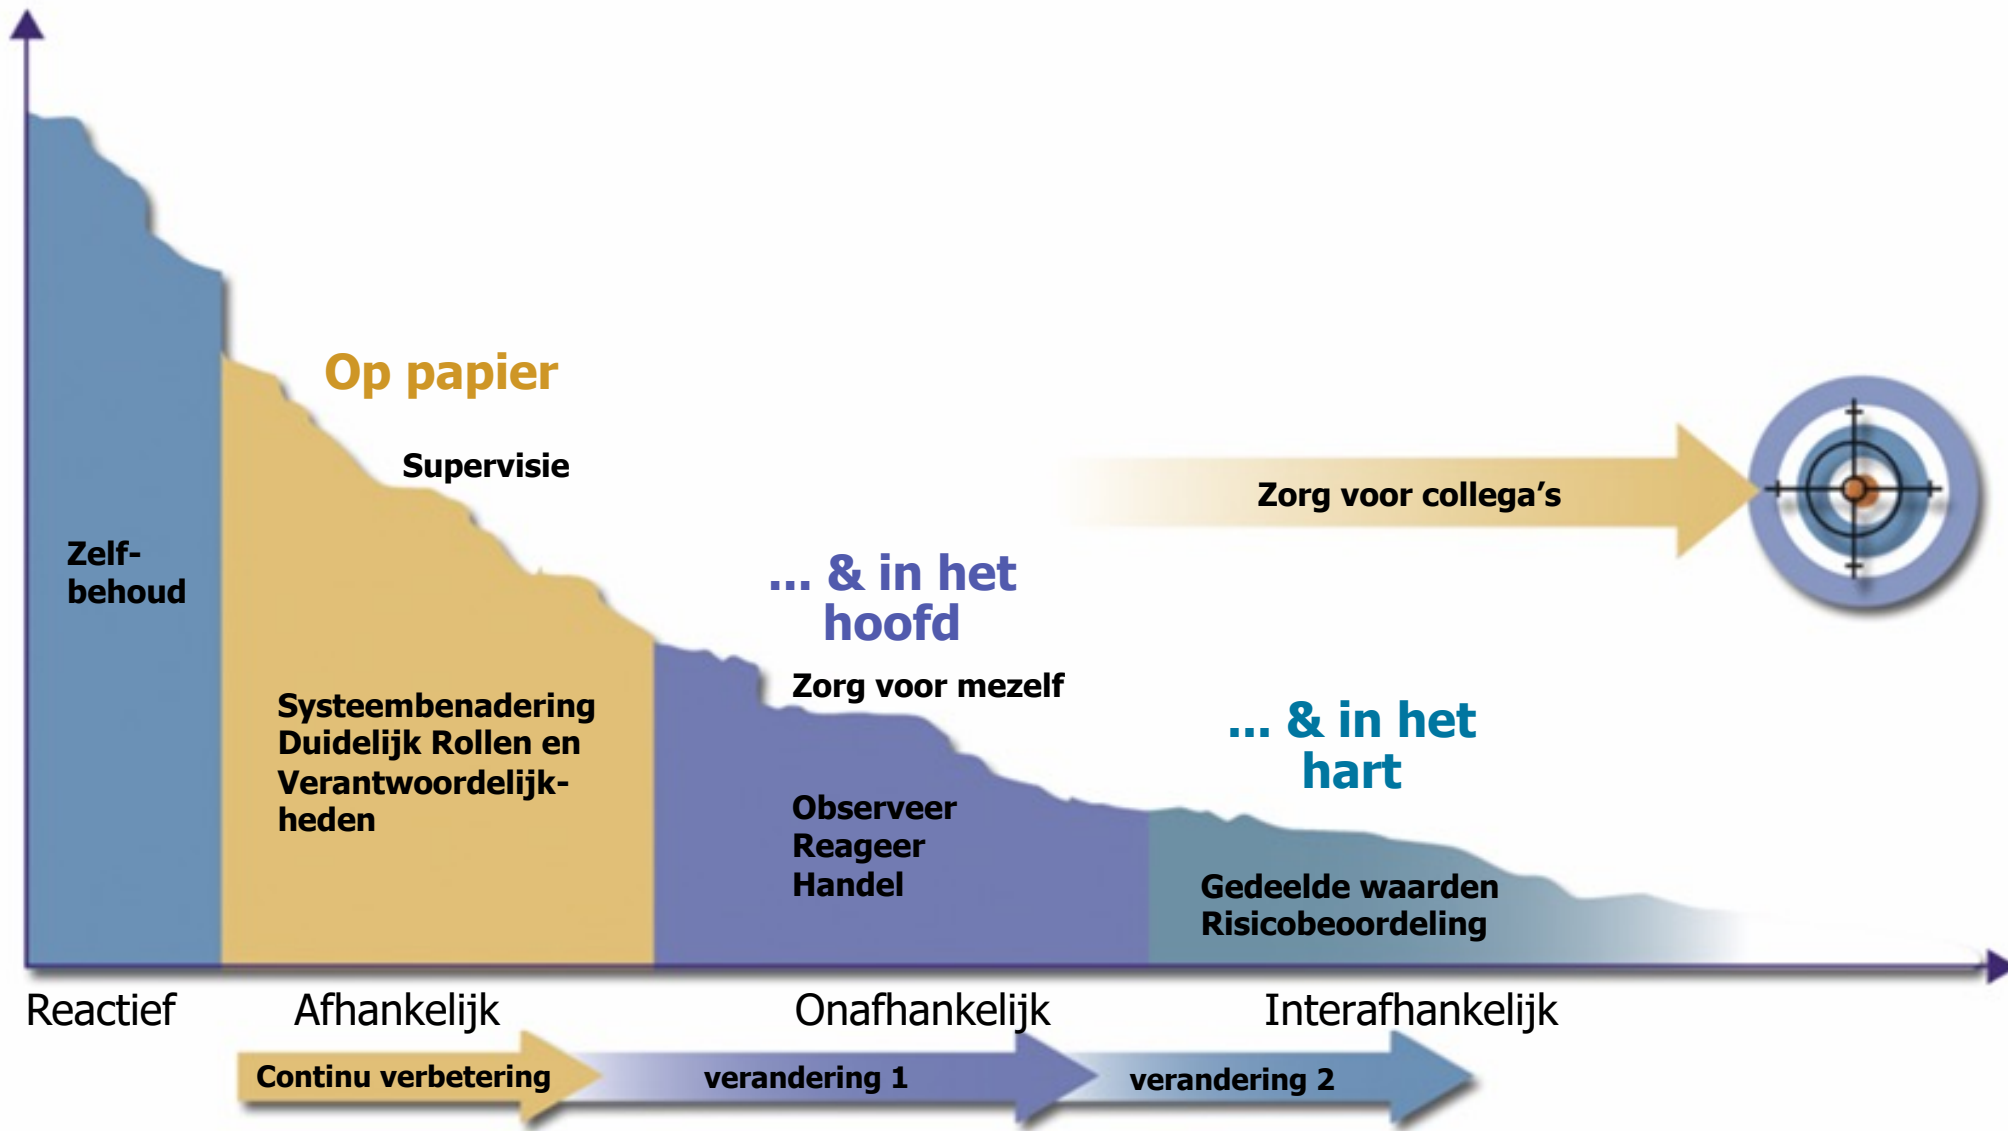 Op papier
Supervisie
Zorg voor collega’s
Zelf-
behoud
... & in het
hoofd
Zorg voor mezelf
Systeembenadering
Duidelijk Rollen en
Verantwoordelijk-
heden
... & in het
hart
Observeer
Reageer
Handel
Gedeelde waarden
Risicobeoordeling
Reactief
Afhankelijk
Onafhankelijk
Interafhankelijk
Continu verbetering
verandering 1
verandering 2